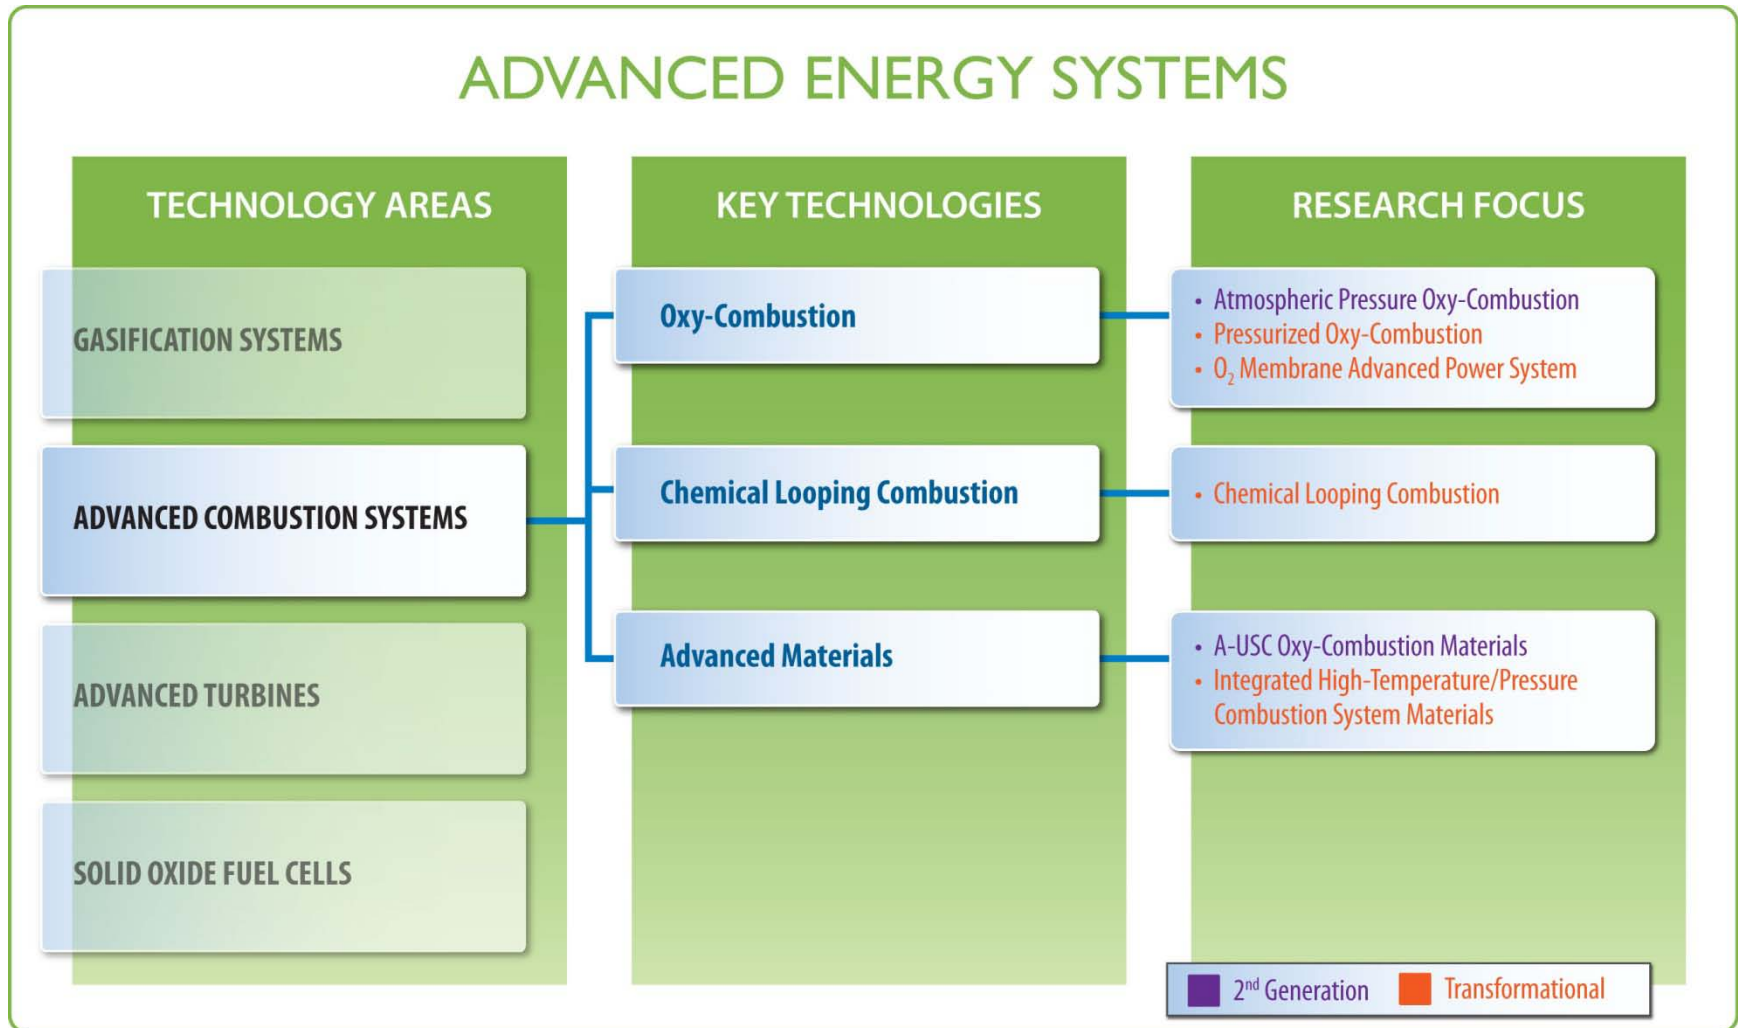 ADVANCED ENERGY SYSTEMS
TECHNOLOGY AREAS
GASIFICATION SYSTEMS
ADVANCED COMBUSTION SYSTEMS
ADVANCED TURBINES
SOLID OXIDE FUEL CELLS
KEY TECHNOLOGIES
Oxy-Combustion
Chemical Looping Combustion
Advanced Materials
RESEARCH FOCUS
• Atmospheric Pressure Oxy-Combustion
• Pressurized Oxy-Combustion
• O₂ Membrane Advanced Power System
• Chemical Looping Combustion
• A-USC Oxy-Combustion Materials
• Integrated High-Temperature/Pressure
Combustion System Materials
2nd Generation
Transformational